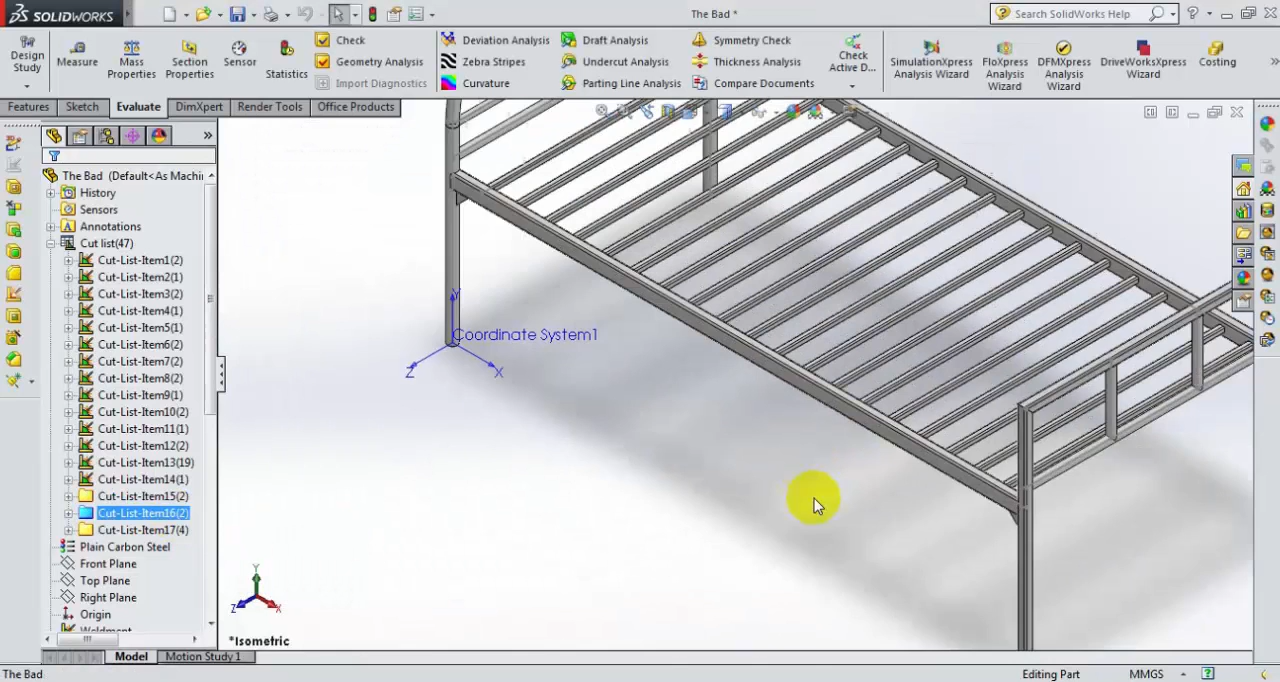 SOLIDWORKS
The Bad *
Search SolidWorks Help
Design Study
Measure
Mass Properties
Section Properties
Sensor
Statistics
Check
Geometry Analysis
Import Diagnostics
Deviation Analysis
Zebra Stripes
Curvature
Draft Analysis
Undercut Analysis
Parting Line Analysis
Symmetry Check
Thickness Analysis
Compare Documents
Check Active D...
SimulationXpress Analysis Wizard
FloXpress Analysis Wizard
DFMXpress Analysis Wizard
DriveWorksXpress Wizard
Costing
Features
Sketch
Evaluate
DimXpert
Render Tools
Office Products
The Bad (Default<As Machi
History
Sensors
Annotations
Cut list(47)
Cut-List-Item1(2)
Cut-List-Item2(1)
Cut-List-Item3(2)
Cut-List-Item4(1)
Cut-List-Item5(1)
Cut-List-Item6(2)
Cut-List-Item7(2)
Cut-List-Item8(2)
Cut-List-Item9(1)
Cut-List-Item10(2)
Cut-List-Item11(1)
Cut-List-Item12(2)
Cut-List-Item13(19)
Cut-List-Item14(1)
Cut-List-Item15(2)
Cut-List-Item16(2)
Cut-List-Item17(4)
Plain Carbon Steel
Front Plane
Top Plane
Right Plane
Origin
Y
Coordinate System1
Z
X
Y
Z
X
*Isometric
Model
Motion Study 1
The Bad
Editing Part
MMGS